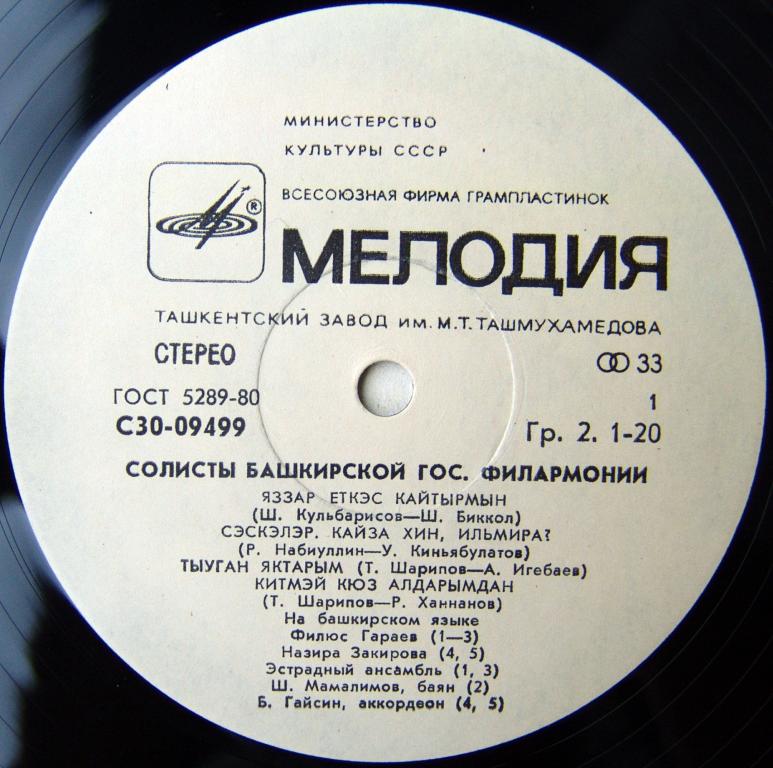 МИНИСТЕРСТВО
КУЛЬТУРЫ СССР
ВСЕСОЮЗНАЯ ФИРМА ГРАМПЛАСТИНОК
®
МЕЛОДИЯ
ТАШКЕНТСКИЙ ЗАВОД ИМ. М.Т. ТАШМУХАМЕДОВА
СТЕРЕО
33
ГОСТ 5289-80
1
С30-09499
Гр. 2. 1-20
СОЛИСТЫ БАШКИРСКОЙ ГОС. ФИЛАРМОНИИ
ЯЗЗАР ЕТКЭС КАЙТЫРМЫН
(Ш. Кульбарисов—Ш. Биккол)
СЭСКЭЛЭР. КАЙЗА ХИН, ИЛЬМИРА?
(Р. Набиуллин—У. Киньябулатов)
ТЫУГАН ЯКТАРЫМ (Т. Шарипов—А. Игебаев)
КИТМЭЙ КЮЗ АЛДАРЫМДАН
(Т. Шарипов—Р. Ханнанов)
На башкирском языке
Филюс Гараев (1—3)
Назира Закирова (4, 5)
Эстрадный ансамбль (1, 3)
Ш. Мамалимов, баян (2)
Б. Гайсин, аккордеон (4, 5)